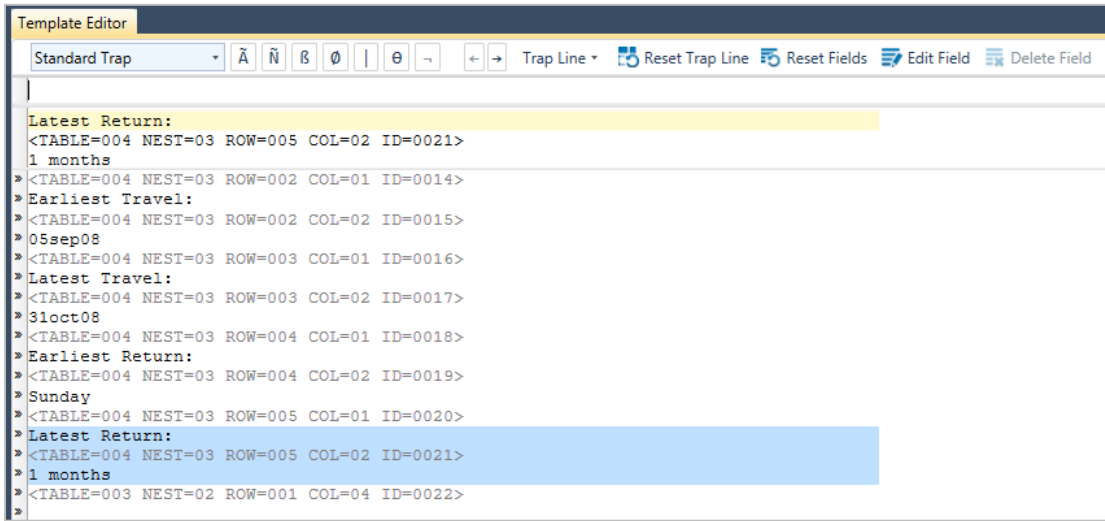 Template Editor
Standard Trap Ã Ñ ß Ø | ɵ ¬ ← → Trap Line Reset Trap Line Reset Fields Edit Field Delete Field
Latest Return:
<TABLE=004 NEST=03 ROW=005 COL=02 ID=0021>
1 months
» <TABLE=004 NEST=03 ROW=002 COL=01 ID=0014>
» Earliest Travel:
» <TABLE=004 NEST=03 ROW=002 COL=02 ID=0015>
» 05sep08
» <TABLE=004 NEST=03 ROW=003 COL=01 ID=0016>
» Latest Travel:
» <TABLE=004 NEST=03 ROW=003 COL=02 ID=0017>
» 31oct08
» <TABLE=004 NEST=03 ROW=004 COL=01 ID=0018>
» Earliest Return:
» <TABLE=004 NEST=03 ROW=004 COL=02 ID=0019>
» Sunday
» <TABLE=004 NEST=03 ROW=005 COL=01 ID=0020>
» Latest Return:
» <TABLE=004 NEST=03 ROW=005 COL=02 ID=0021>
» 1 months
» <TABLE=003 NEST=02 ROW=001 COL=04 ID=0022>
»